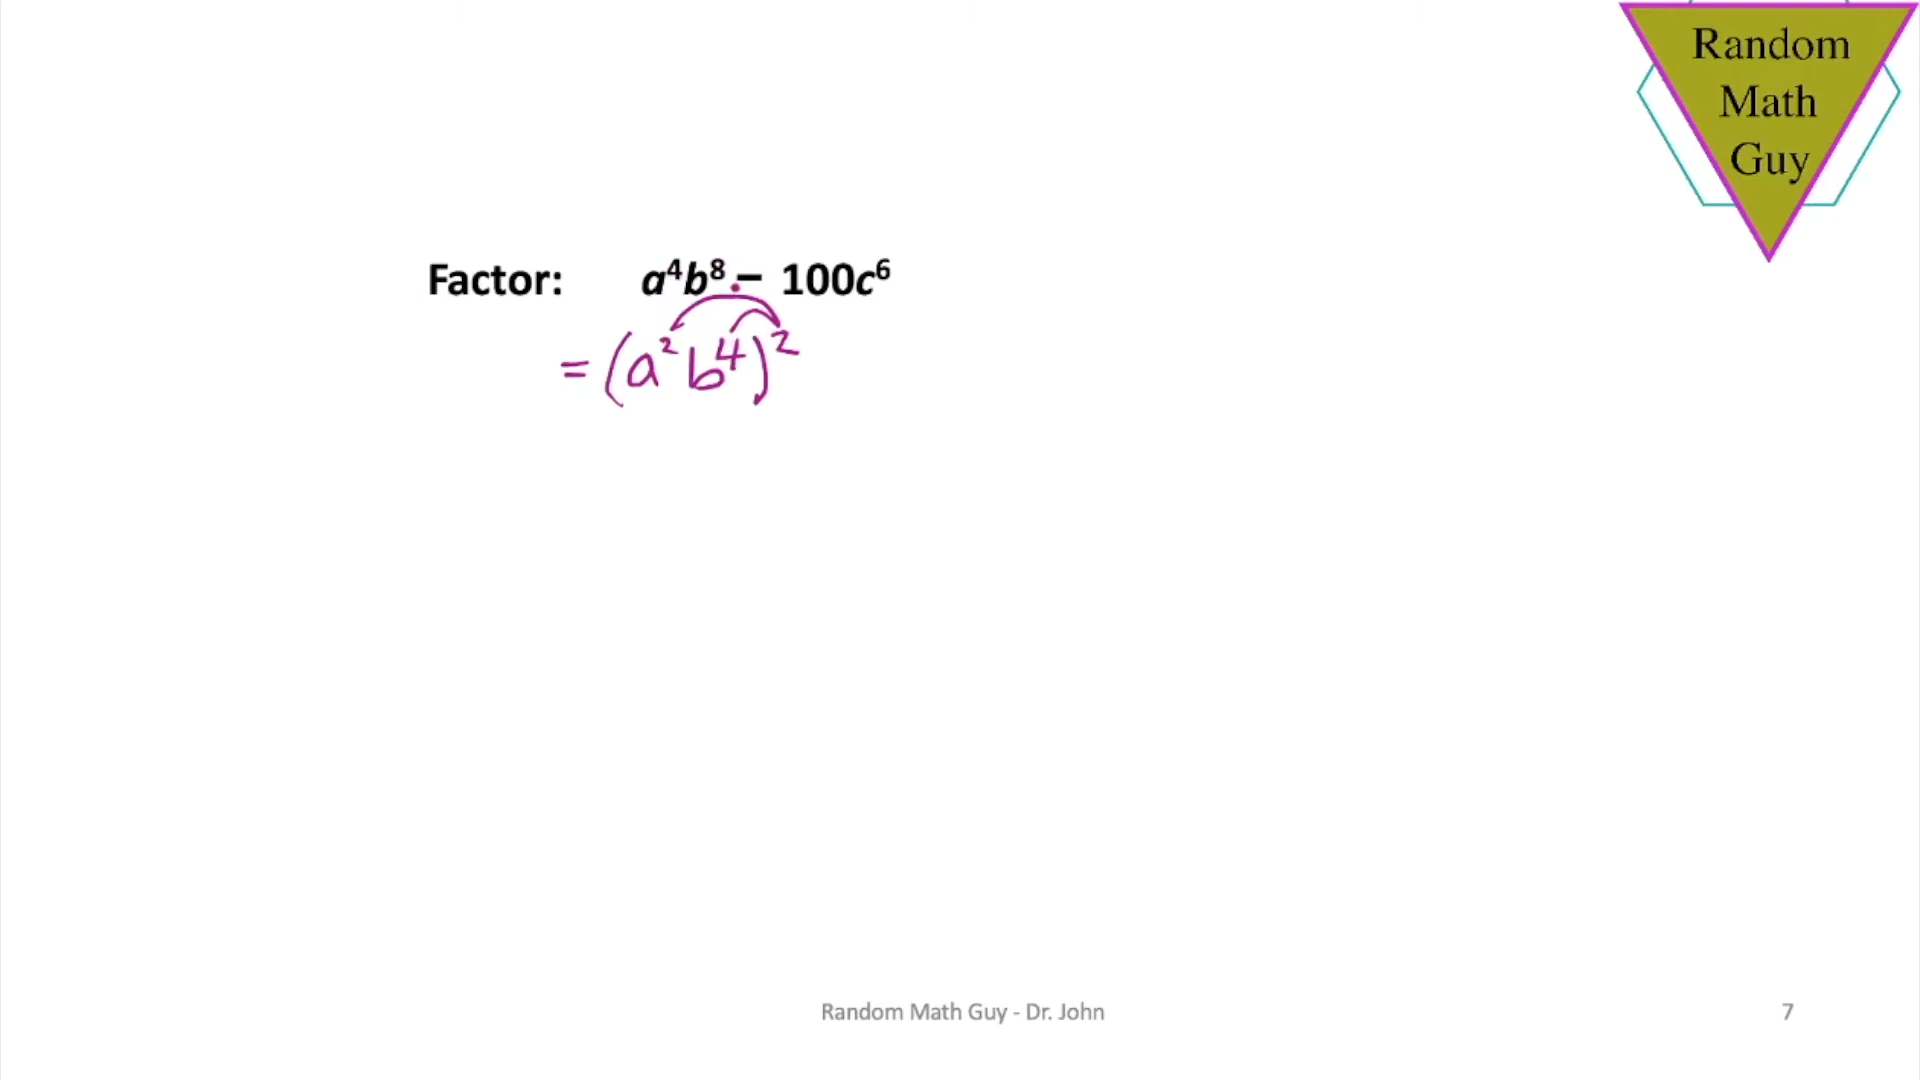 Random
Math
Guy
Factor: a⁴b⁸ – 100c⁶
= (a²b⁴)²
Random Math Guy - Dr. John
7